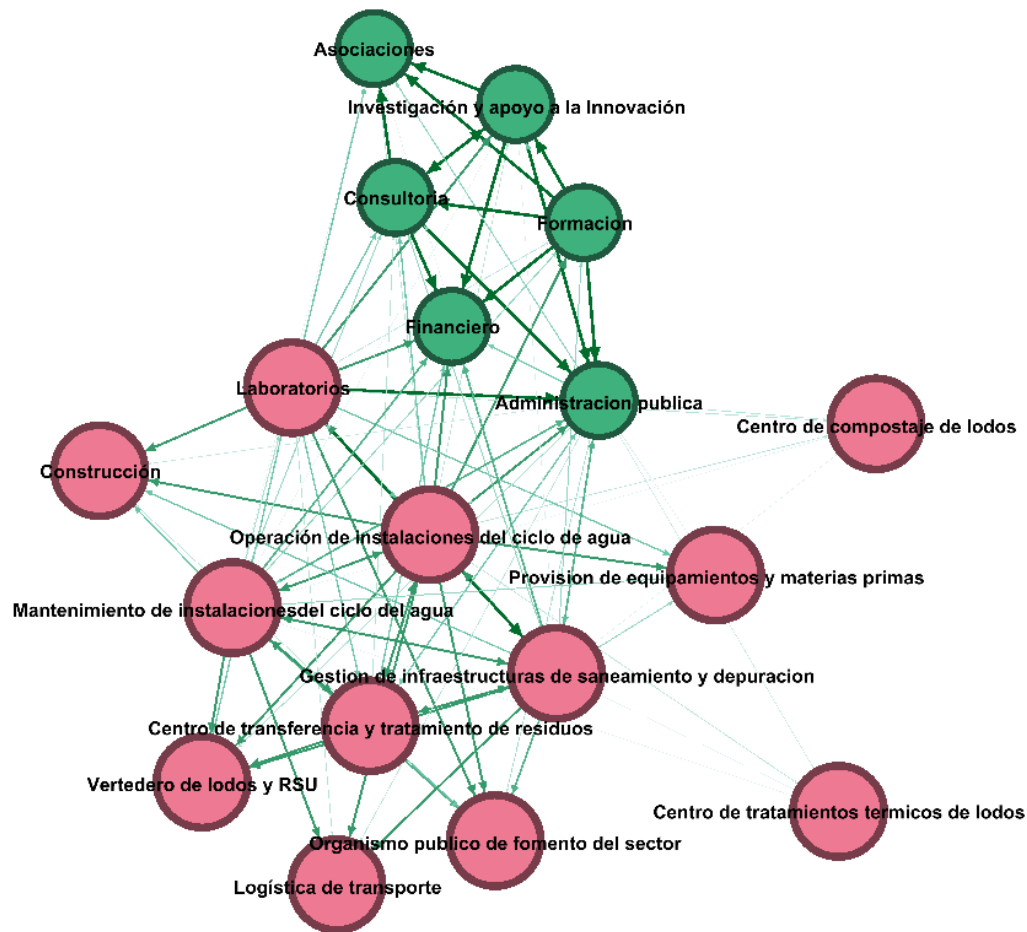 Asociaciones
Investigación y apoyo a la Innovación
Consultoria
Formacion
Financiero
Laboratorios
Administracion publica
Centro de compostaje de lodos
Construcción
Operación de instalaciones del ciclo de agua
Provision de equipamientos y materias primas
Mantenimiento de instalacionesdel ciclo del agua
Gestion de infraestructuras de saneamiento y depuracion
Centro de transferencia y tratamiento de residuos
Vertedero de lodos y RSU
Centro de tratamientos termicos de lodos
Organismo publico de fomento del sector
Logística de transporte